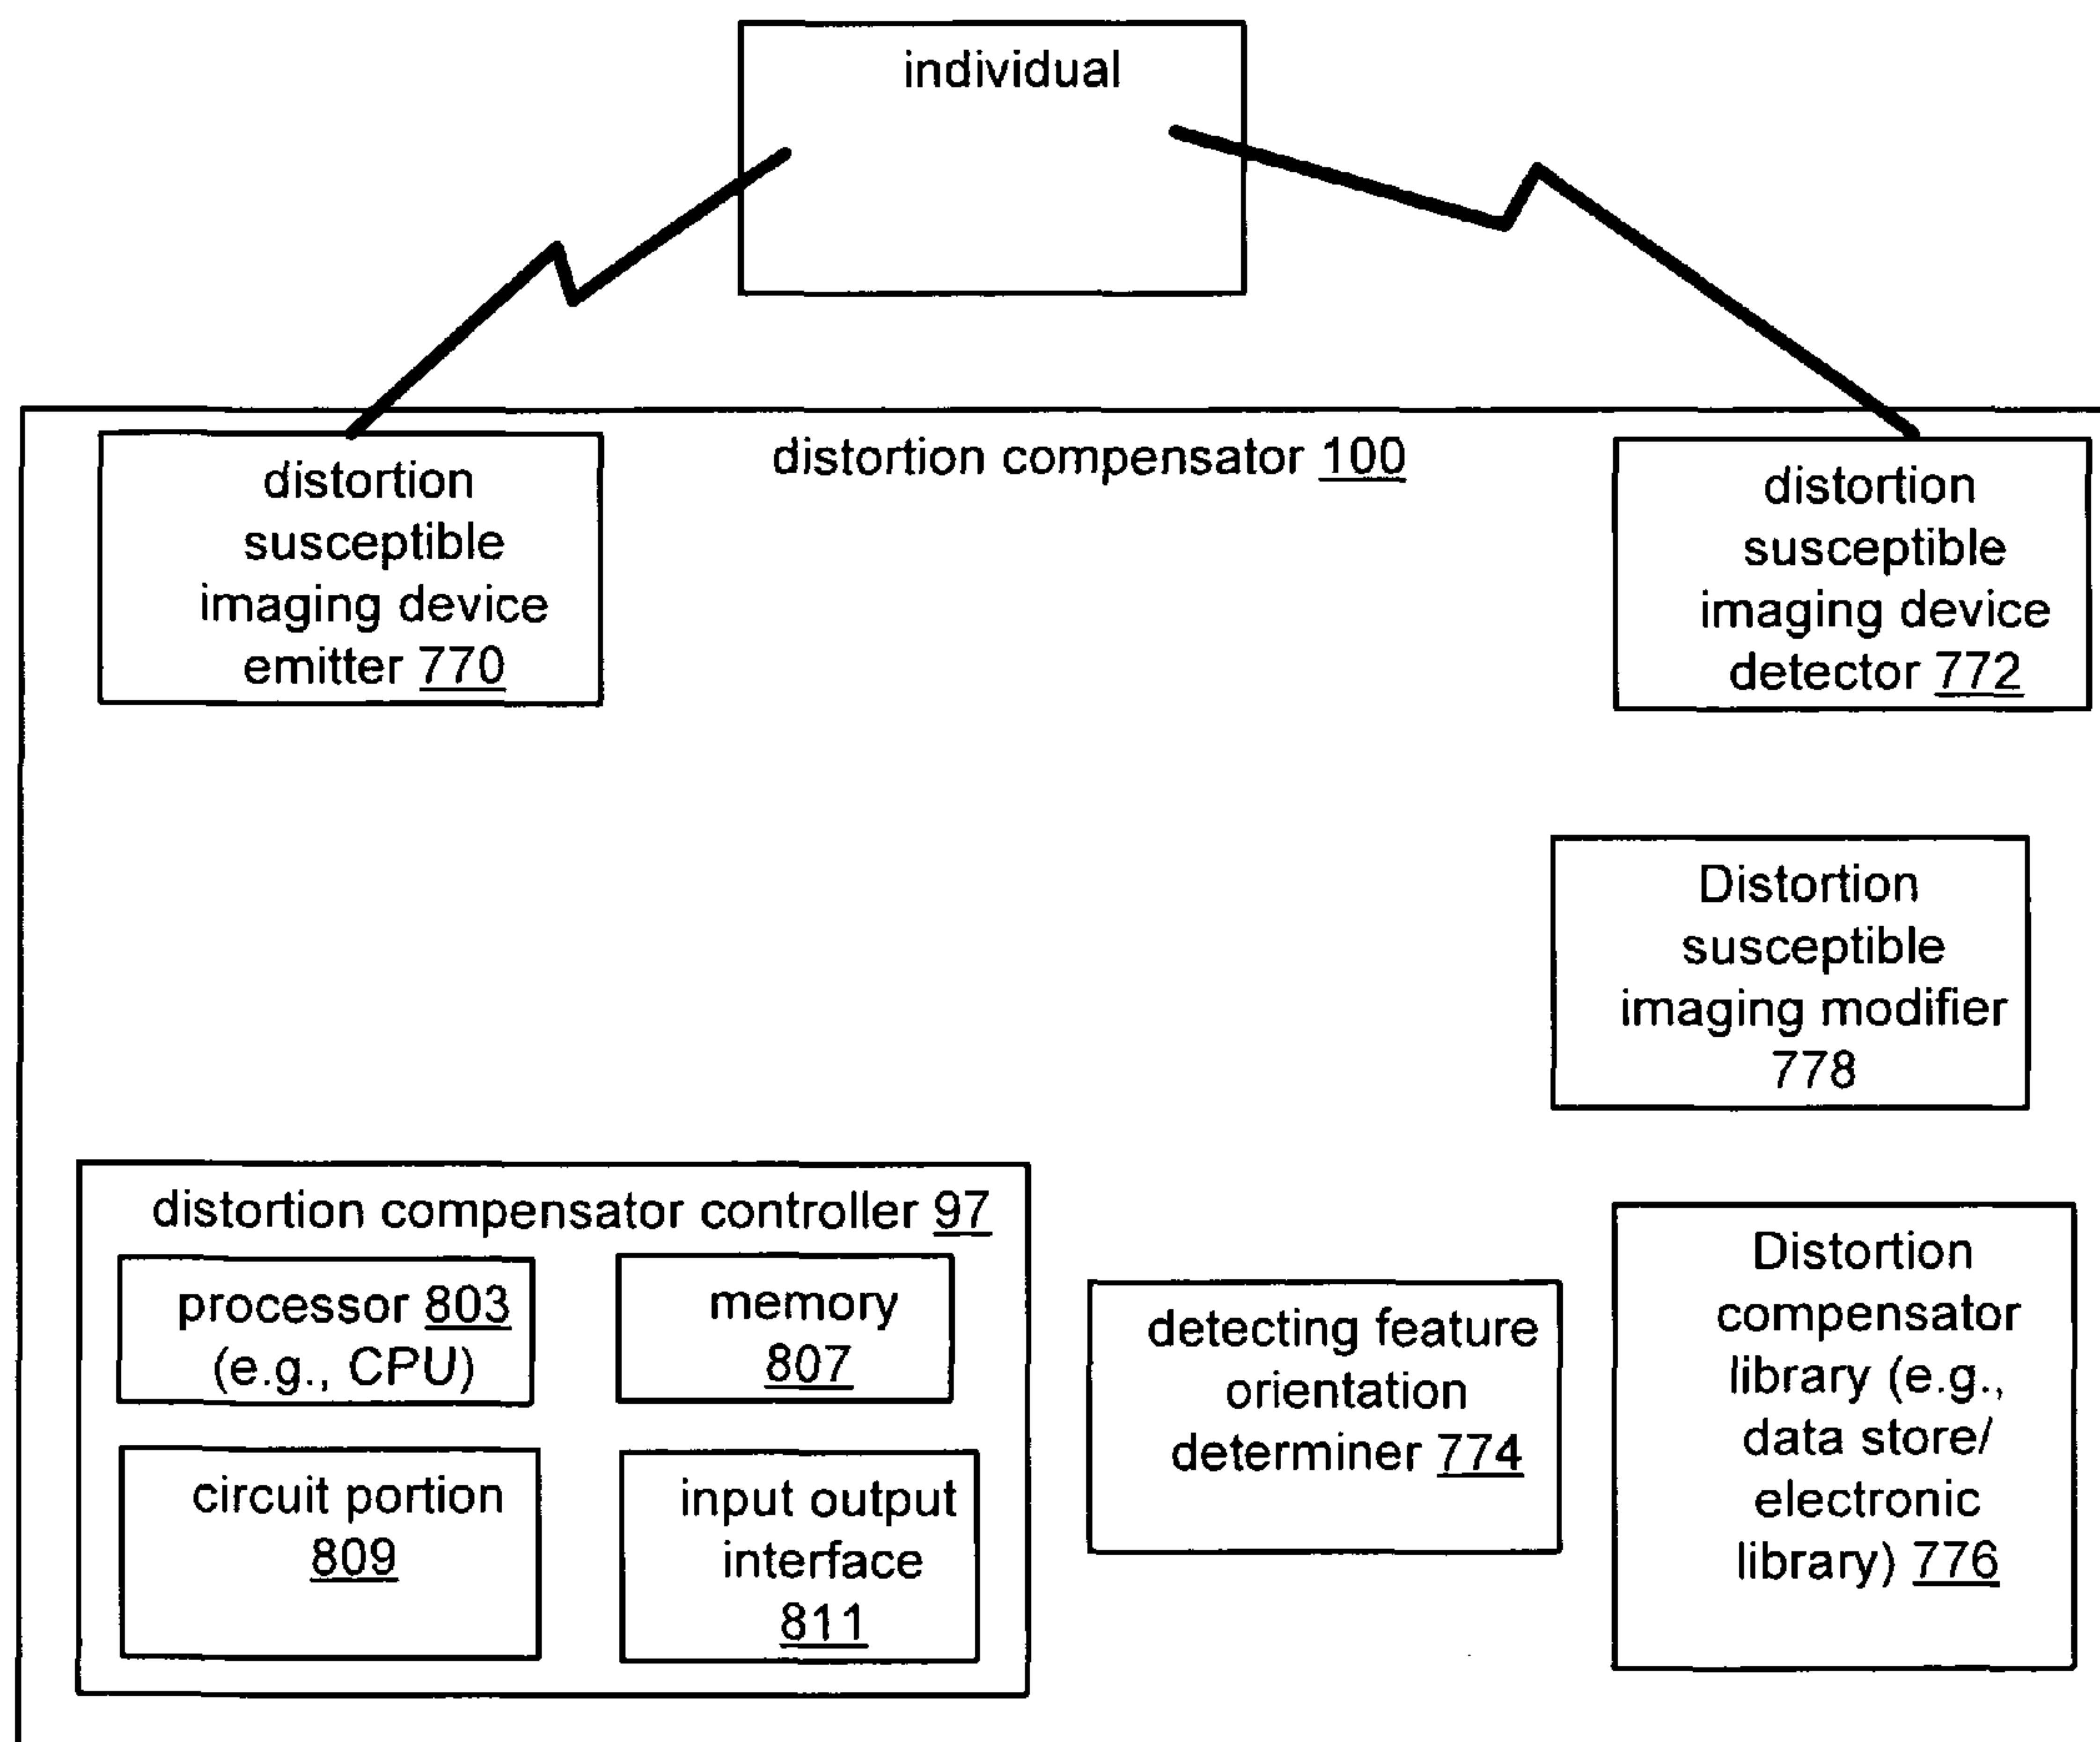 individual
distortion compensator 100
distortion
susceptible
imaging device
emitter 770
distortion
susceptible
imaging device
detector 772
Distortion
susceptible
imaging modifier
778
distortion compensator controller 97
processor 803
(e.g., CPU)
memory
807
circuit portion
809
input output
interface
811
detecting feature
orientation
determiner 774
Distortion
compensator
library (e.g.,
data store/
electronic
library) 776